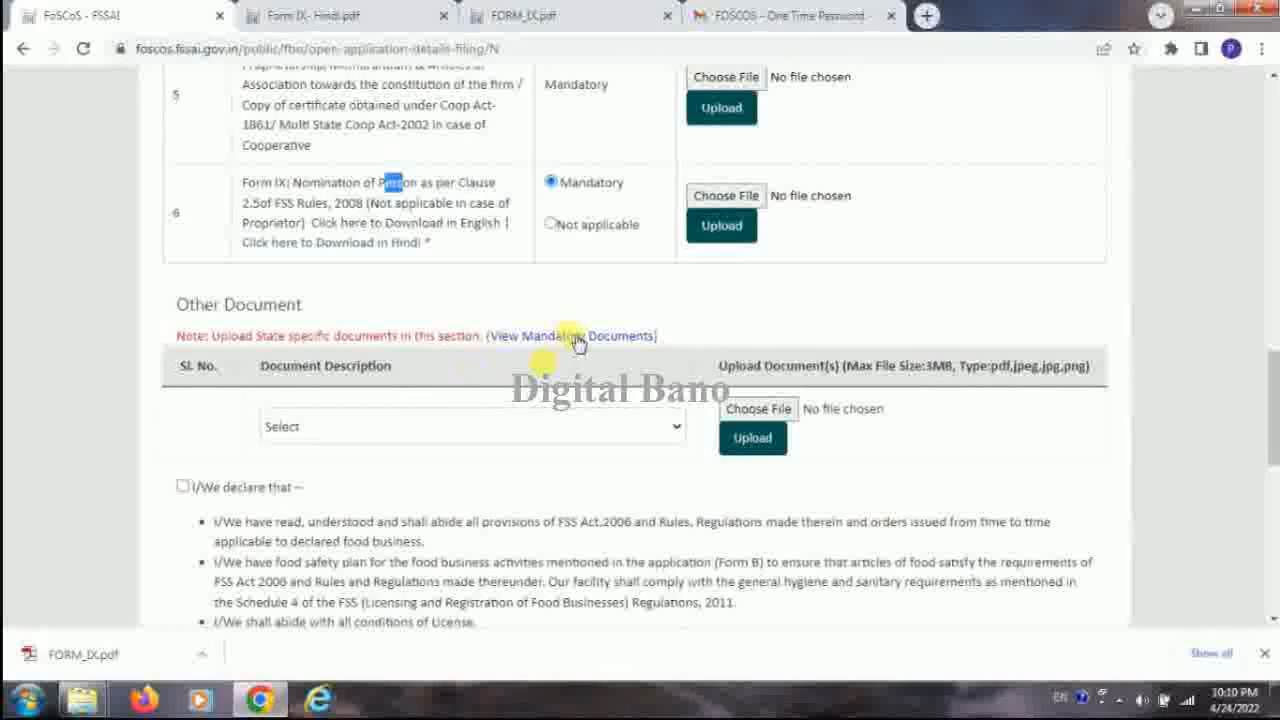 FoSCoS - FSSAI
Form IX- Hindi.pdf
FORM_IX.pdf
FOSCOS - One Time Password -
foscos.fssai.gov.in/public/fbo/open-application-details-filing/N
P
Association towards the constitution of the firm /
Copy of certificate obtained under Coop Act-
1861/ Multi State Coop Act-2002 in case of
Cooperative
5
Mandatory
Choose File No file chosen
Upload
Form IX: Nomination of Person as per Clause
2.5of FSS Rules, 2008 (Not applicable in case of
Proprietor) Click here to Download in English |
Click here to Download in Hindi *
6
Mandatory
Not applicable
Choose File No file chosen
Upload
Other Document
Note: Upload State specific documents in this section. (View Mandatory Documents)
Sl. No. Document Description Upload Document(s) (Max File Size:3MB, Type:pdf,jpeg,jpg,png)
Digital Bano
Select
Choose File No file chosen
Upload
I/We declare that --
I/We have read, understood and shall abide all provisions of FSS Act,2006 and Rules, Regulations made therein and orders issued from time to time
applicable to declared food business.
I/We have food safety plan for the food business activities mentioned in the application (Form B) to ensure that articles of food satisfy the requirements of
FSS Act 2006 and Rules and Regulations made thereunder. Our facility shall comply with the general hygiene and sanitary requirements as mentioned in
the Schedule 4 of the FSS (Licensing and Registration of Food Businesses) Regulations, 2011.
I/We shall abide with all conditions of License.
FORM_IX.pdf
Show all
EN
10:10 PM
4/24/2022